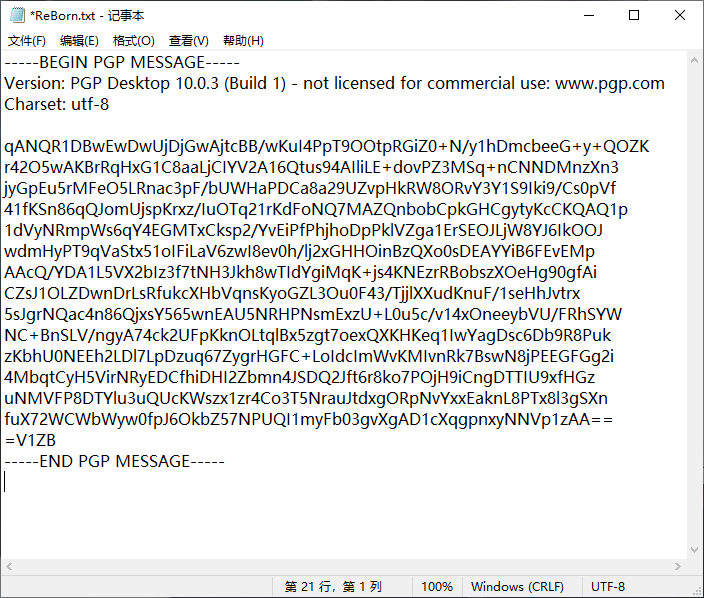 *ReBorn.txt - 记事本
文件(F) 编辑(E) 格式(O) 查看(V) 帮助(H)
-----BEGIN PGP MESSAGE-----
Version: PGP Desktop 10.0.3 (Build 1) - not licensed for commercial use: www.pgp.com
Charset: utf-8
qANQR1DBwEwDwUjDjGwAjtcBB/wKuI4PpT9OOtpRGiZ0+N/y1hDmcbeeG+y+QOZK
r42O5wAKBrRqHxG1C8aaLjCIYV2A16Qtus94AIliLE+dovPZ3MSq+nCNNDMnzXn3
jyGpEu5rMFeO5LRnac3pF/bUWHaPDCa8a29UZvpHkRW8ORvY3Y1S9Iki9/Cs0pVf
41fKSn86qQJomUjspKrxz/IuOTq21rKdFoNQ7MAZQnbobCpkGHCgytyKcCKQAQ1p
1dVyNRmpWs6qY4EGMTxCksp2/YvEiPfPhjhoDpPklVZga1ErSEOJLjW8YJ6IkOOJ
wdmHyPT9qVaStx51oIFiLaV6zwI8ev0h/lj2xGHHOinBzQXo0sDEAYYiB6FEvEMp
AAcQ/YDA1L5VX2bIz3f7tNH3Jkh8wTIdYgiMqK+js4KNEzrRBobszXOeHg90gfAi
CZsJ1OLZDwnDrLsRfukcXHbVqnsKyoGZL3Ou0F43/TjjlXXudKnuF/1seHhJvtrx
5sJgrNQac4n86QjxsY565wnEAU5NRHPNsmExzU+L0u5c/v14xOneeybVU/FRhSYW
NC+BnSLV/ngyA74ck2UFpKknOLtqlBx5zgt7oexQXKHKeq1IwYagDsc6Db9R8Puk
zKbhU0NEEh2LDl7LpDzuq67ZygrHGFC+LoIdcImWvKMIvnRk7BswN8jPEEGFGg2i
4MbqtCyH5VirNRyEDCfhiDHI2Zbmn4JSDQ2Jft6r8ko7POjH9iCngDTTIU9xfHGz
uNMVFP8DTYlu3uQUcKWszx1zr4Co3T5NrauJtdxgORpNvYxxEaknL8PTx8l3gSXn
fuX72WCWbWyw0fpJ6OkbZ57NPUQI1myFb03gvXgAD1cXqgpnxyNNVp1zAA==
=V1ZB
-----END PGP MESSAGE-----
第 21 行，第 1 列 100% Windows (CRLF) UTF-8